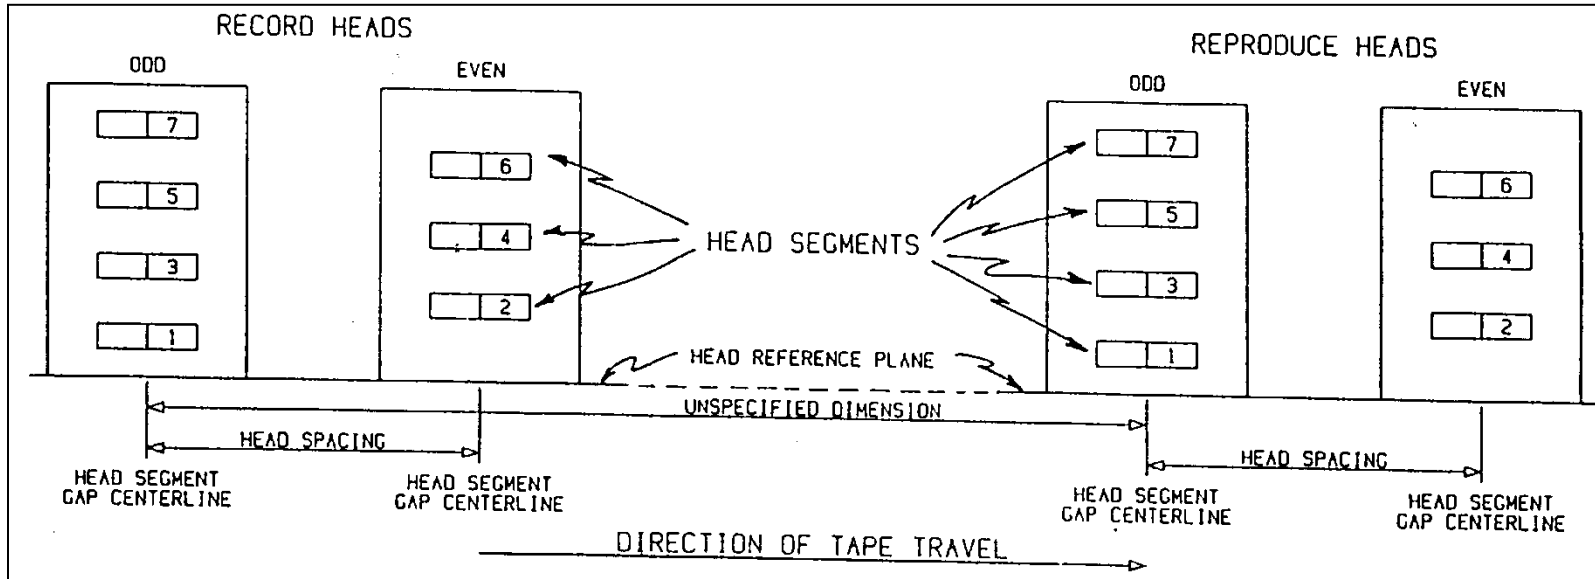 RECORD HEADS
REPRODUCE HEADS
ODD
EVEN
ODD
EVEN
7
5
3
1
6
4
2
HEAD SEGMENTS
7
5
3
1
6
4
2
HEAD REFERENCE PLANE
UNSPECIFIED DIMENSION
HEAD SPACING
HEAD SPACING
HEAD SEGMENT
GAP CENTERLINE
HEAD SEGMENT
GAP CENTERLINE
HEAD SEGMENT
GAP CENTERLINE
HEAD SEGMENT
GAP CENTERLINE
DIRECTION OF TAPE TRAVEL